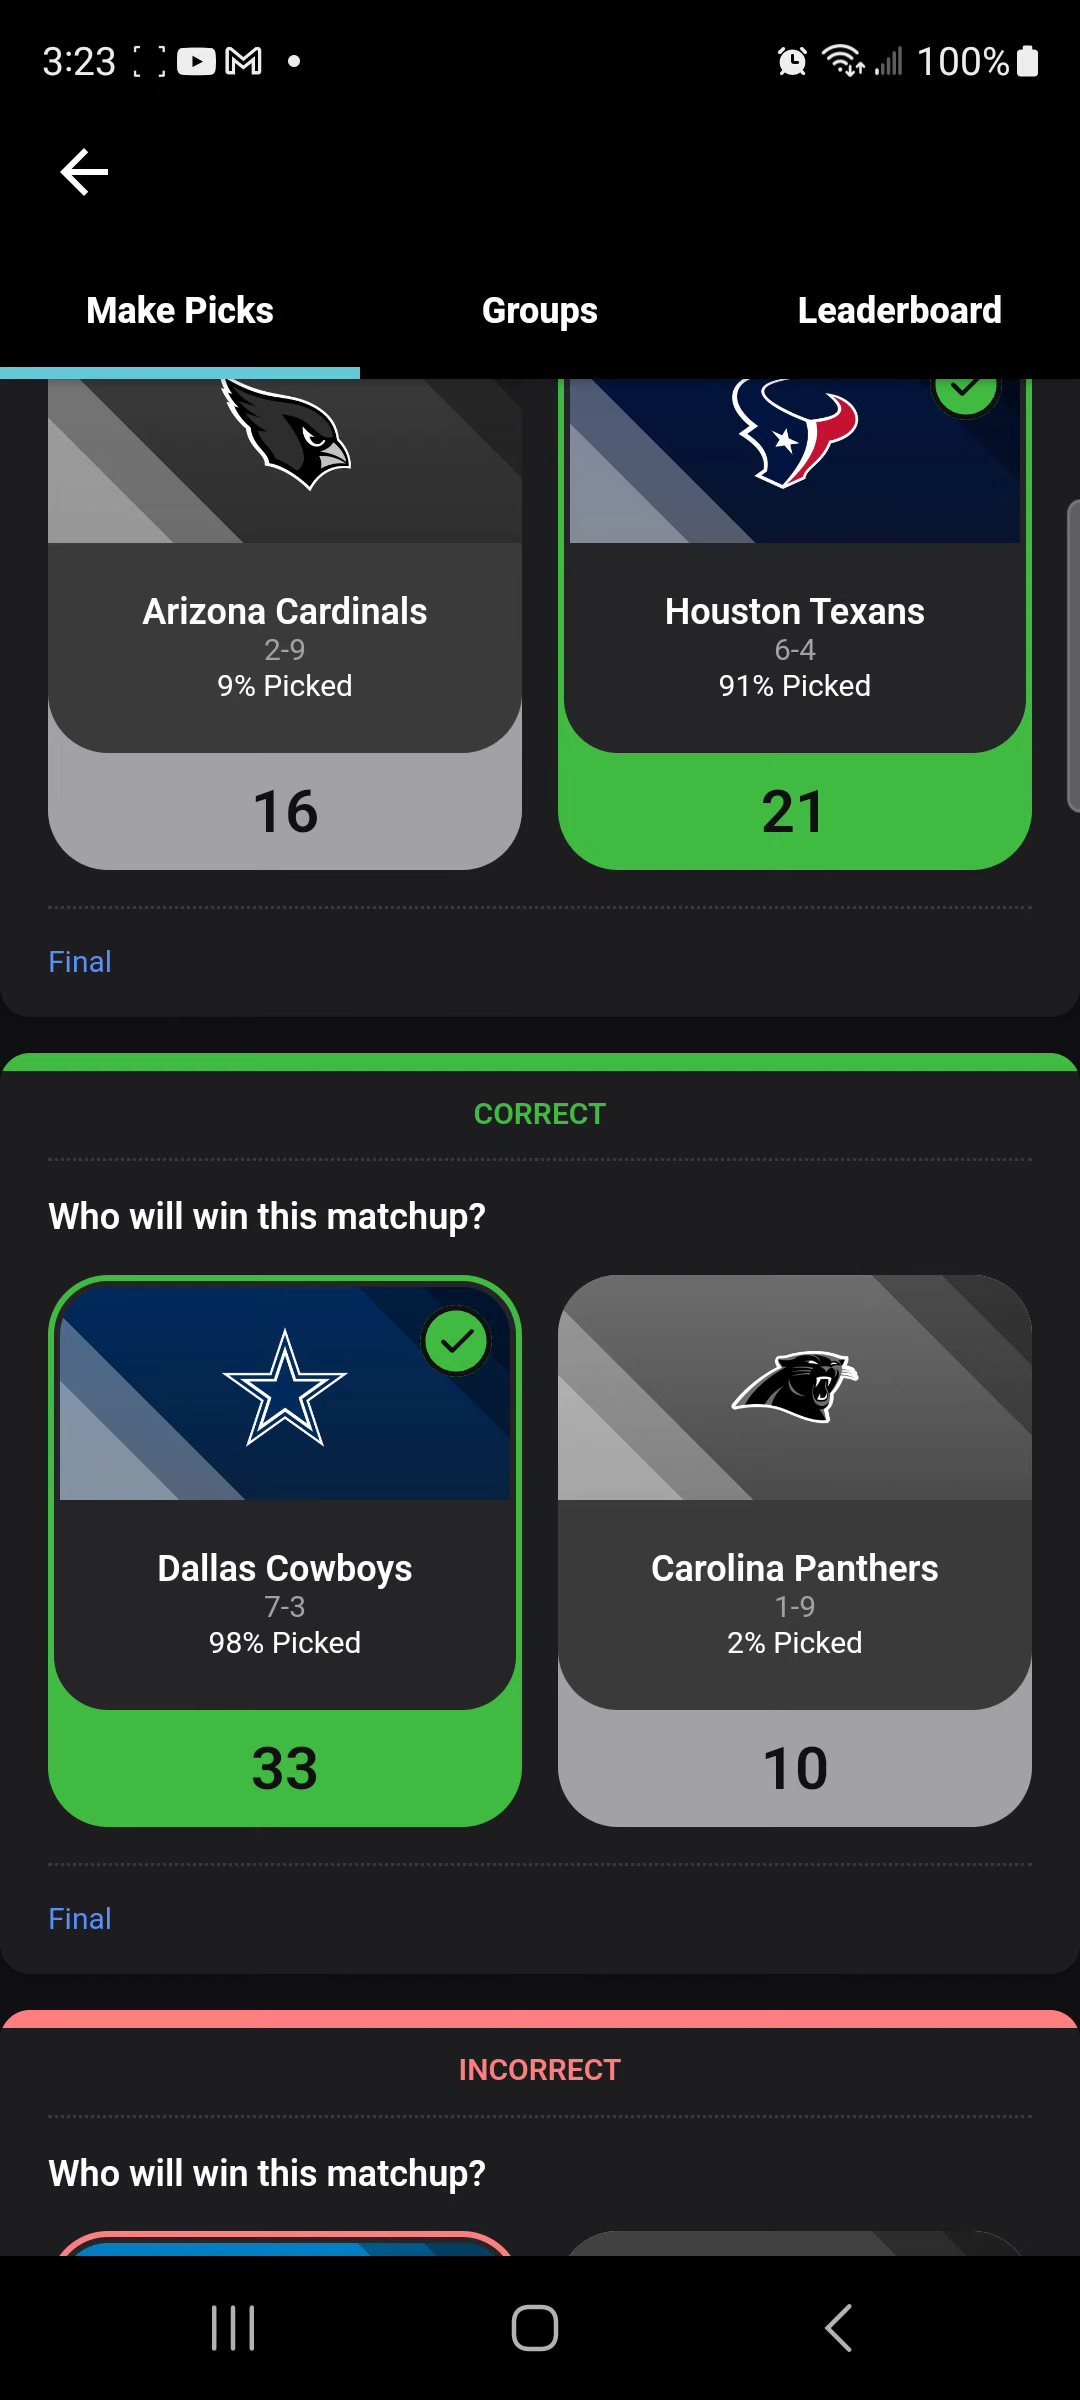 3:23
100%
Make Picks Groups Leaderboard
Arizona Cardinals
2-9
9% Picked
16
Houston Texans
6-4
91% Picked
21
Final
CORRECT
Who will win this matchup?
Dallas Cowboys
7-3
98% Picked
33
Carolina Panthers
1-9
2% Picked
10
Final
INCORRECT
Who will win this matchup?